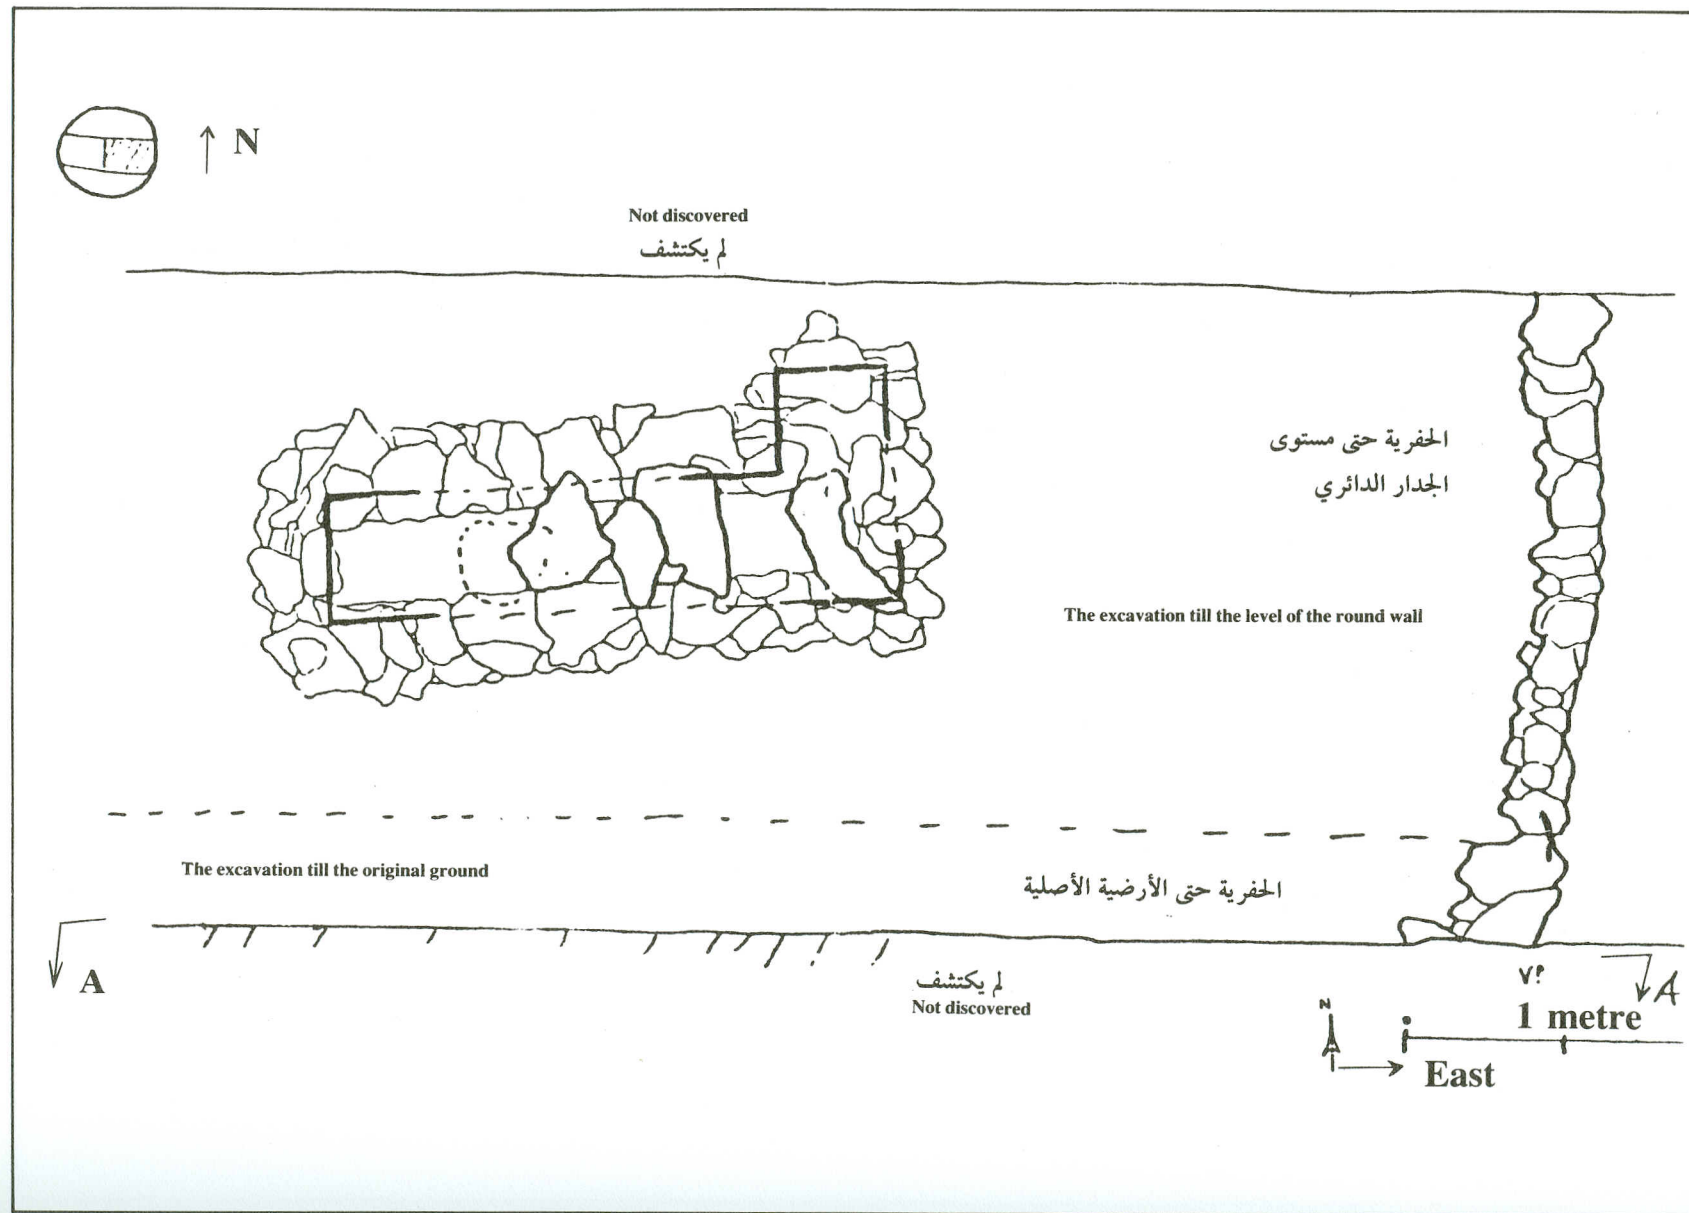 N
Not discovered
لم يكتشف
الحفرية حتى مستوى
الجدار الدائري
The excavation till the level of the round wall
The excavation till the original ground
الحفرية حتى الأرضية الأصلية
A
لم يكتشف
Not discovered
A
N
1 metre
East